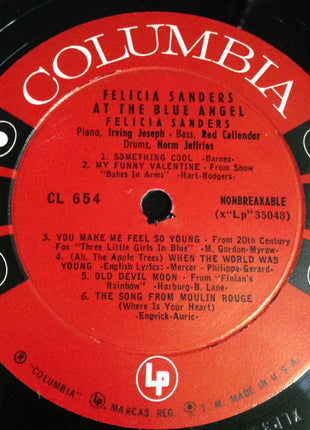 COLUMBIA
FELICIA SANDERS
AT THE BLUE ANGEL
FELICIA SANDERS
Piano, Irving Joseph - Bass, Red Callender
Drums, Norm Jeffries
1. SOMETHING COOL -Barnes-
2. MY FUNNY VALENTINE - From Show
"Babes In Arms" -Hart-Rodgers-
CL 654
NONBREAKABLE
(x"Lp"35048)
3. YOU MAKE ME FEEL SO YOUNG - From 20th Century
Fox "Three Little Girls In Blue" - M. Gordon-Myrow-
4. (Ah, The Apple Trees) WHEN THE WORLD WAS
YOUNG -English Lyrics: - Mercer - Philippe-Gerard-
5. OLD DEVIL MOON - From "Finian's
Rainbow" -Harburg-B. Lane-
6. THE SONG FROM MOULIN ROUGE
(Where Is Your Heart)
-Engvick-Auric-
® "COLUMBIA" Lp MARCAS REG. T. M. MADE IN U.S.A.